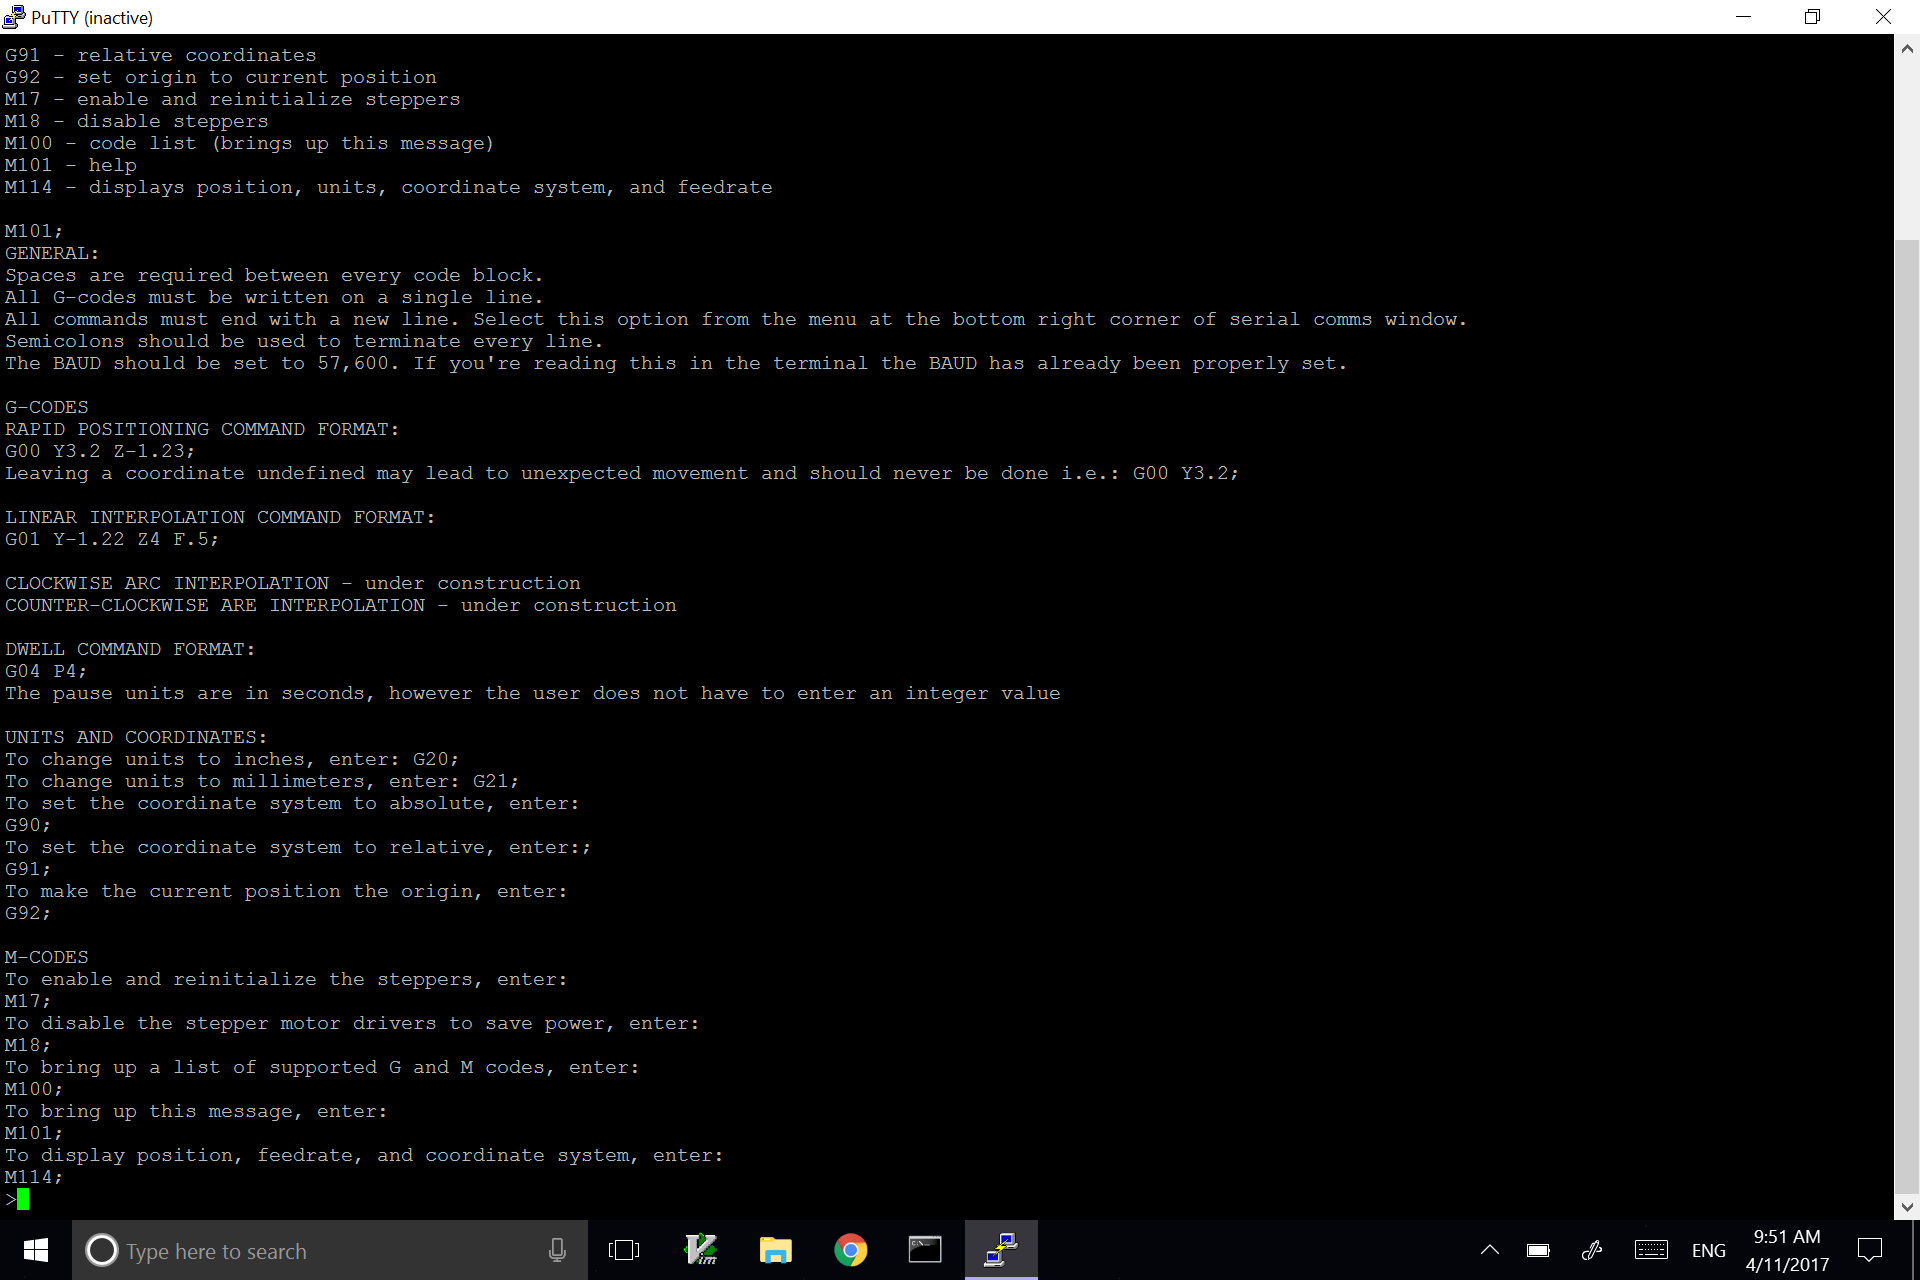 PuTTY (inactive)
G91 - relative coordinates
G92 - set origin to current position
M17 - enable and reinitialize steppers
M18 - disable steppers
M100 - code list (brings up this message)
M101 - help
M114 - displays position, units, coordinate system, and feedrate
M101;
GENERAL:
Spaces are required between every code block.
All G-codes must be written on a single line.
All commands must end with a new line. Select this option from the menu at the bottom right corner of serial comms window.
Semicolons should be used to terminate every line.
The BAUD should be set to 57,600. If you're reading this in the terminal the BAUD has already been properly set.
G-CODES
RAPID POSITIONING COMMAND FORMAT:
G00 Y3.2 Z-1.23;
Leaving a coordinate undefined may lead to unexpected movement and should never be done i.e.: G00 Y3.2;
LINEAR INTERPOLATION COMMAND FORMAT:
G01 Y-1.22 Z4 F.5;
CLOCKWISE ARC INTERPOLATION - under construction
COUNTER-CLOCKWISE ARE INTERPOLATION - under construction
DWELL COMMAND FORMAT:
G04 P4;
The pause units are in seconds, however the user does not have to enter an integer value
UNITS AND COORDINATES:
To change units to inches, enter: G20;
To change units to millimeters, enter: G21;
To set the coordinate system to absolute, enter:
G90;
To set the coordinate system to relative, enter:;
G91;
To make the current position the origin, enter:
G92;
M-CODES
To enable and reinitialize the steppers, enter:
M17;
To disable the stepper motor drivers to save power, enter:
M18;
To bring up a list of supported G and M codes, enter:
M100;
To bring up this message, enter:
M101;
To display position, feedrate, and coordinate system, enter:
M114;
>
Type here to search
Vim
C:\
ENG
9:51 AM
4/11/2017